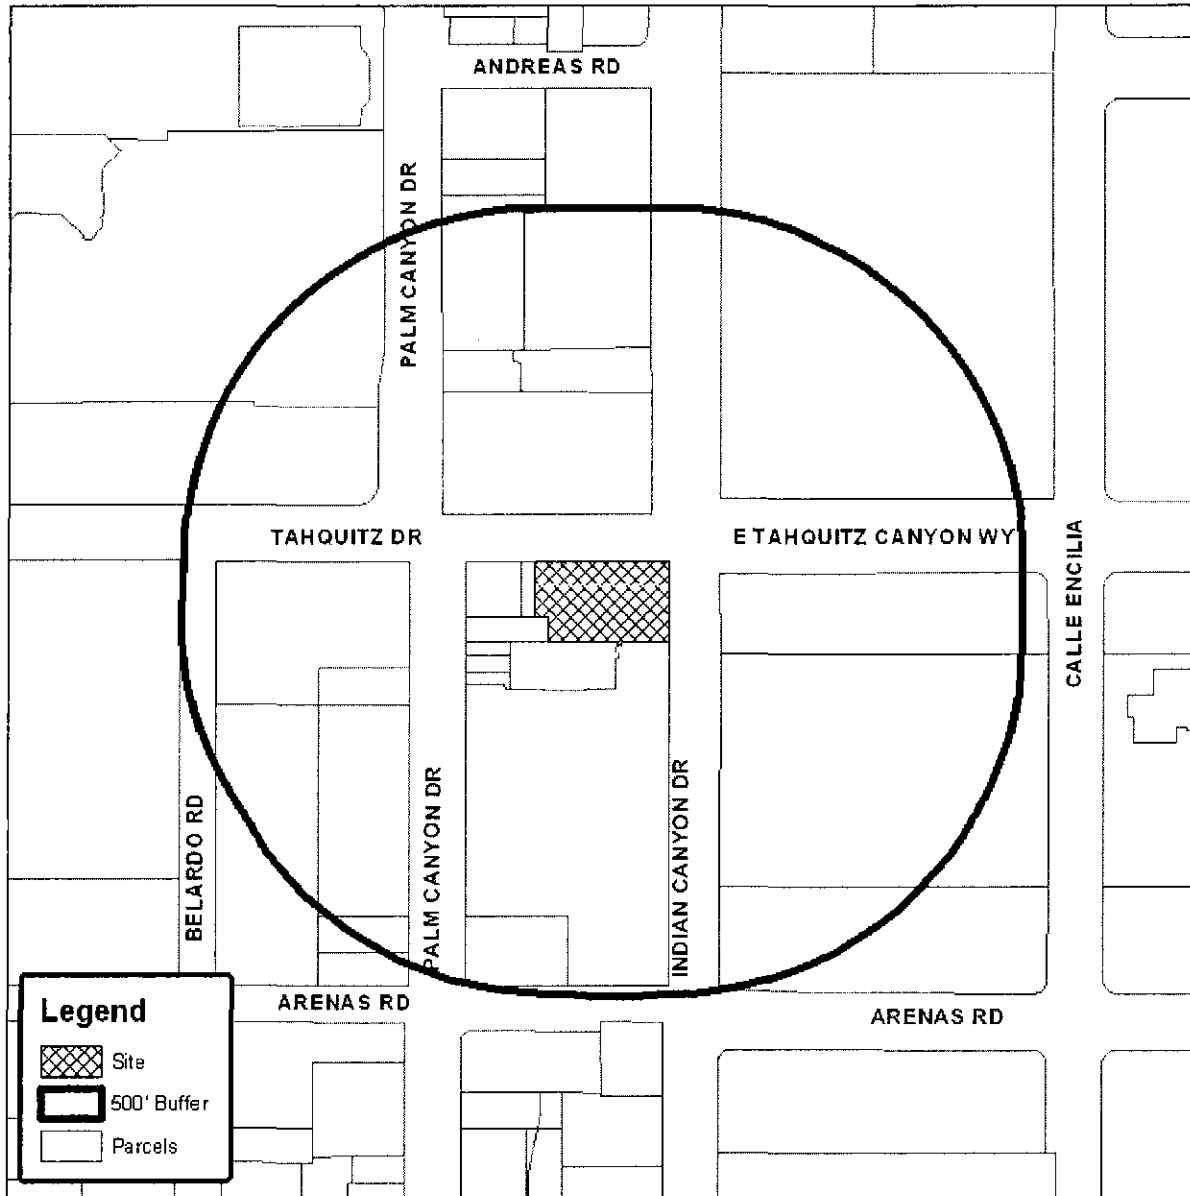 ANDREAS RD
PALM CANYON DR
TAHQUITZ DR
E TAHQUITZ CANYON WY
CALLE ENCILIA
BELARDO RD
PALM CANYON DR
INDIAN CANYON DR
ARENAS RD
ARENAS RD
Legend
Site
500' Buffer
Parcels